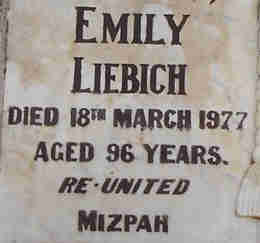 EMILY
LIEBICH
DIED 18TH MARCH 1977
AGED 96 YEARS.
RE-UNITED
MIZPAH